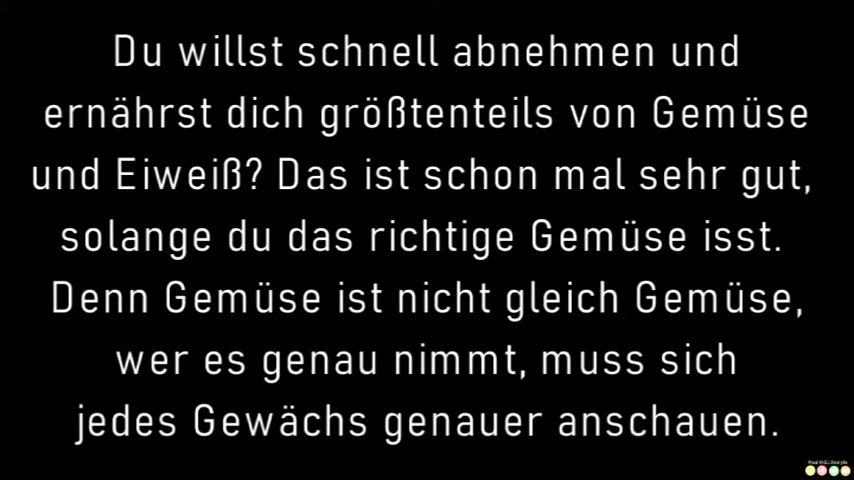 Du willst schnell abnehmen und
ernährst dich größtenteils von Gemüse
und Eiweiß? Das ist schon mal sehr gut,
solange du das richtige Gemüse isst.
Denn Gemüse ist nicht gleich Gemüse,
wer es genau nimmt, muss sich
jedes Gewächs genauer anschauen.